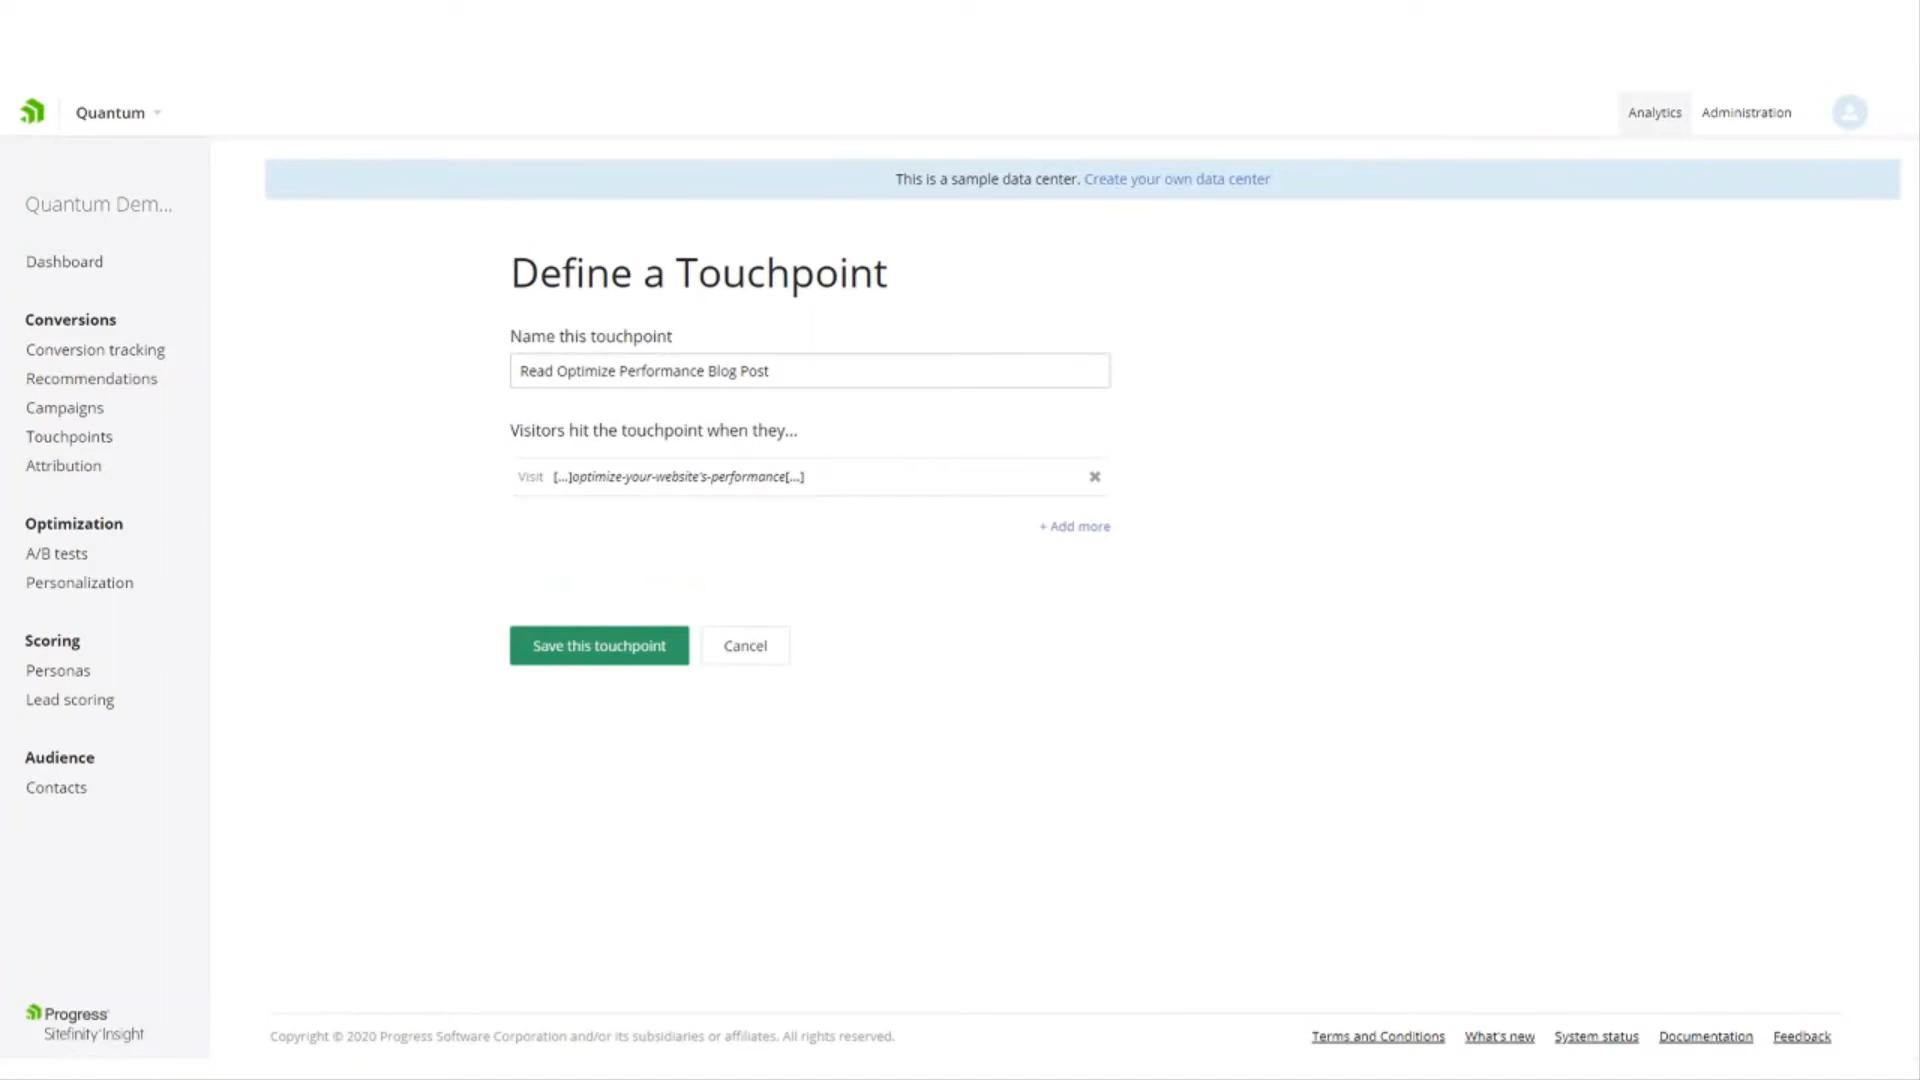 Quantum
Analytics
Administration
This is a sample data center. Create your own data center
Quantum Dem...
Dashboard
Conversions
Conversion tracking
Recommendations
Campaigns
Touchpoints
Attribution
Optimization
A/B tests
Personalization
Scoring
Personas
Lead scoring
Audience
Contacts
Define a Touchpoint
Name this touchpoint
Read Optimize Performance Blog Post
Visitors hit the touchpoint when they...
Visit [...]optimize-your-website's-performance[...]
+ Add more
Save this touchpoint
Cancel
Progress
Sitefinity Insight
Copyright © 2020 Progress Software Corporation and/or its subsidiaries or affiliates. All rights reserved.
Terms and Conditions
What's new
System status
Documentation
Feedback